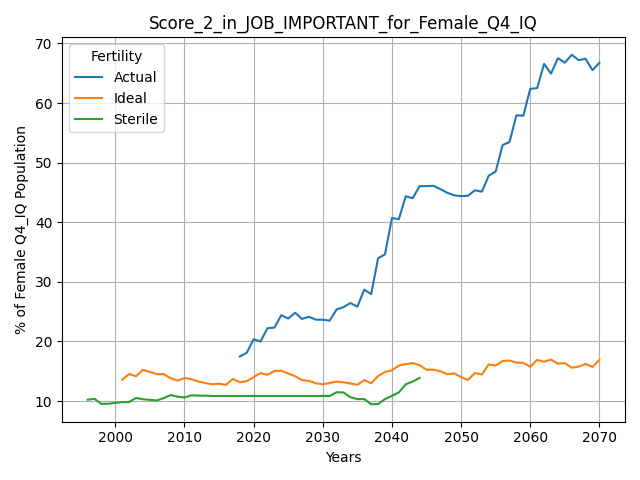 Score_2_in_JOB_IMPORTANT_for_Female_Q4_IQ
Fertility
Actual
Ideal
Sterile
% of Female Q4_IQ Population
70
60
50
40
30
20
10
2000
2010
2020
2030
2040
2050
2060
2070
Years